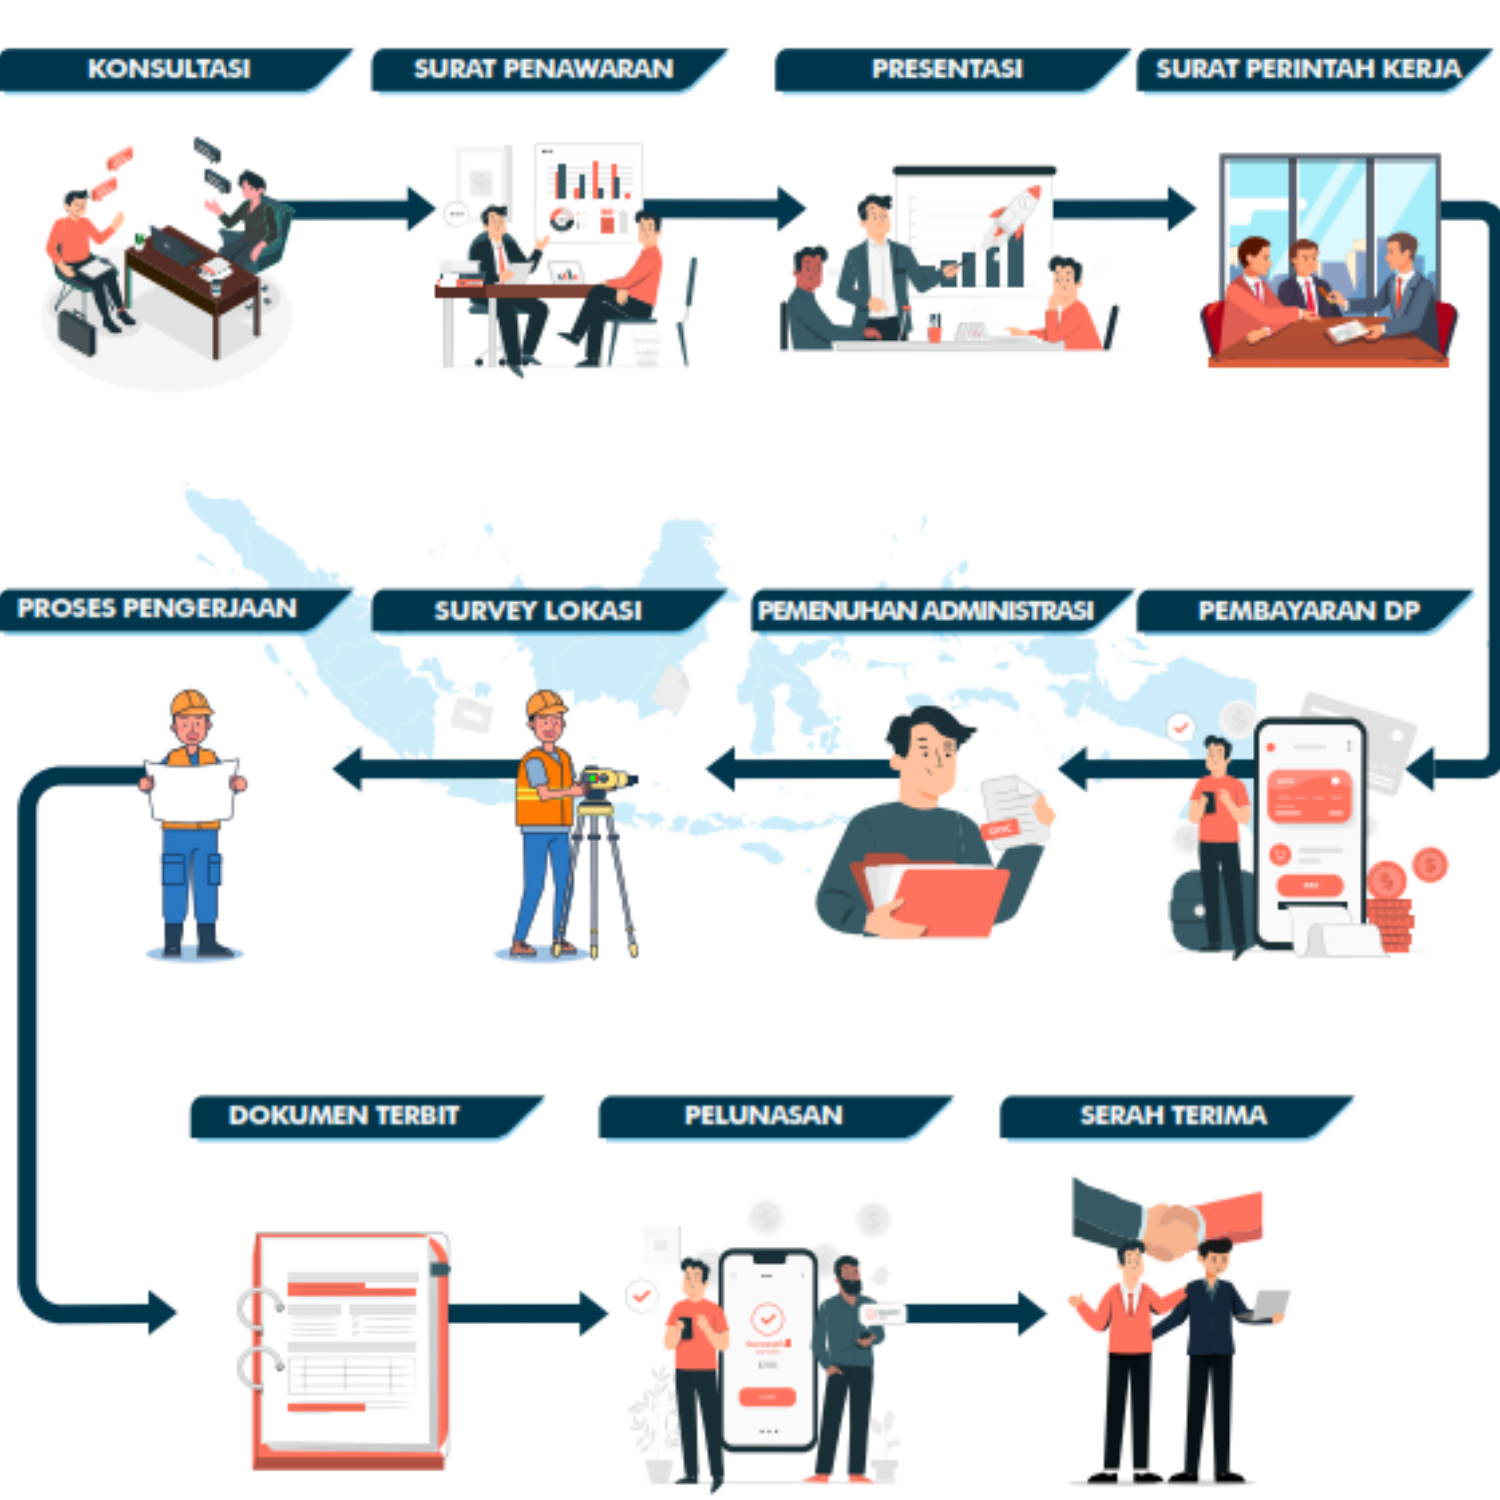 KONSULTASI
SURAT PENAWARAN
PRESENTASI
SURAT PERINTAH KERJA
PROSES PENGERJAAN
SURVEY LOKASI
PEMENUHAN ADMINISTRASI
PEMBAYARAN DP
DOKUMEN TERBIT
PELUNASAN
SERAH TERIMA